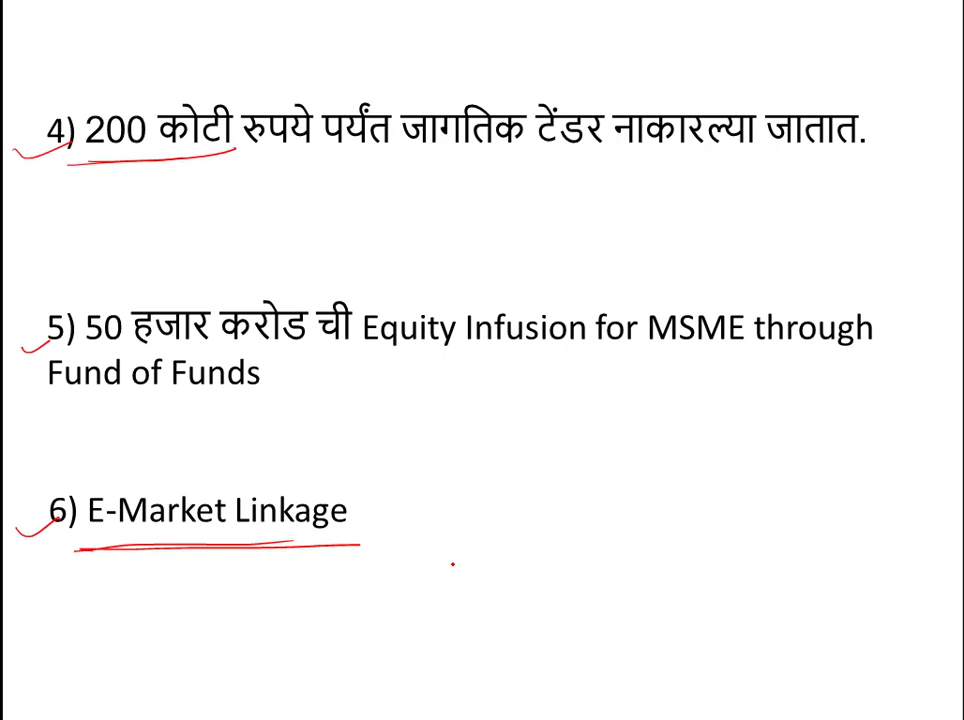 4) 200 कोटी रुपये पर्यंत जागतिक टेंडर नाकारल्या जातात.
5) 50 हजार करोड ची Equity Infusion for MSME through
Fund of Funds
6) E-Market Linkage